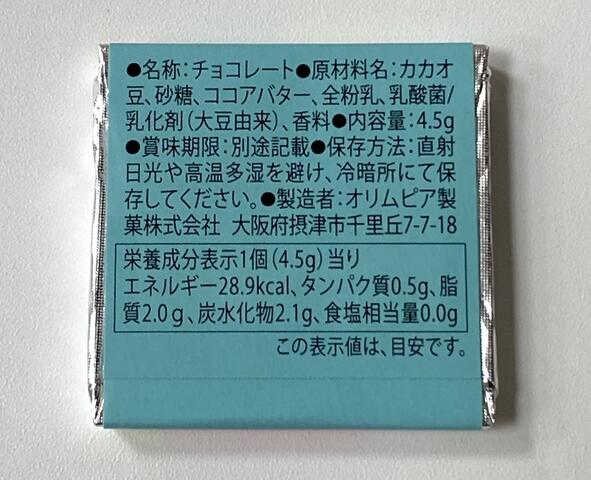 ●名称：チョコレート●原材料名：カカオ
豆、砂糖、ココアバター、全粉乳、乳酸菌/
乳化剤（大豆由来）、香料●内容量：4.5g
●賞味期限：別途記載●保存方法：直射
日光や高温多湿を避け、冷暗所にて保
存してください。●製造者：オリムピア製
菓株式会社 大阪府摂津市千里丘7-7-18
栄養成分表示1個（4.5g）当り
エネルギー28.9kcal、タンパク質0.5g、脂
質2.0g、炭水化物2.1g、食塩相当量0.0g
この表示値は、目安です。